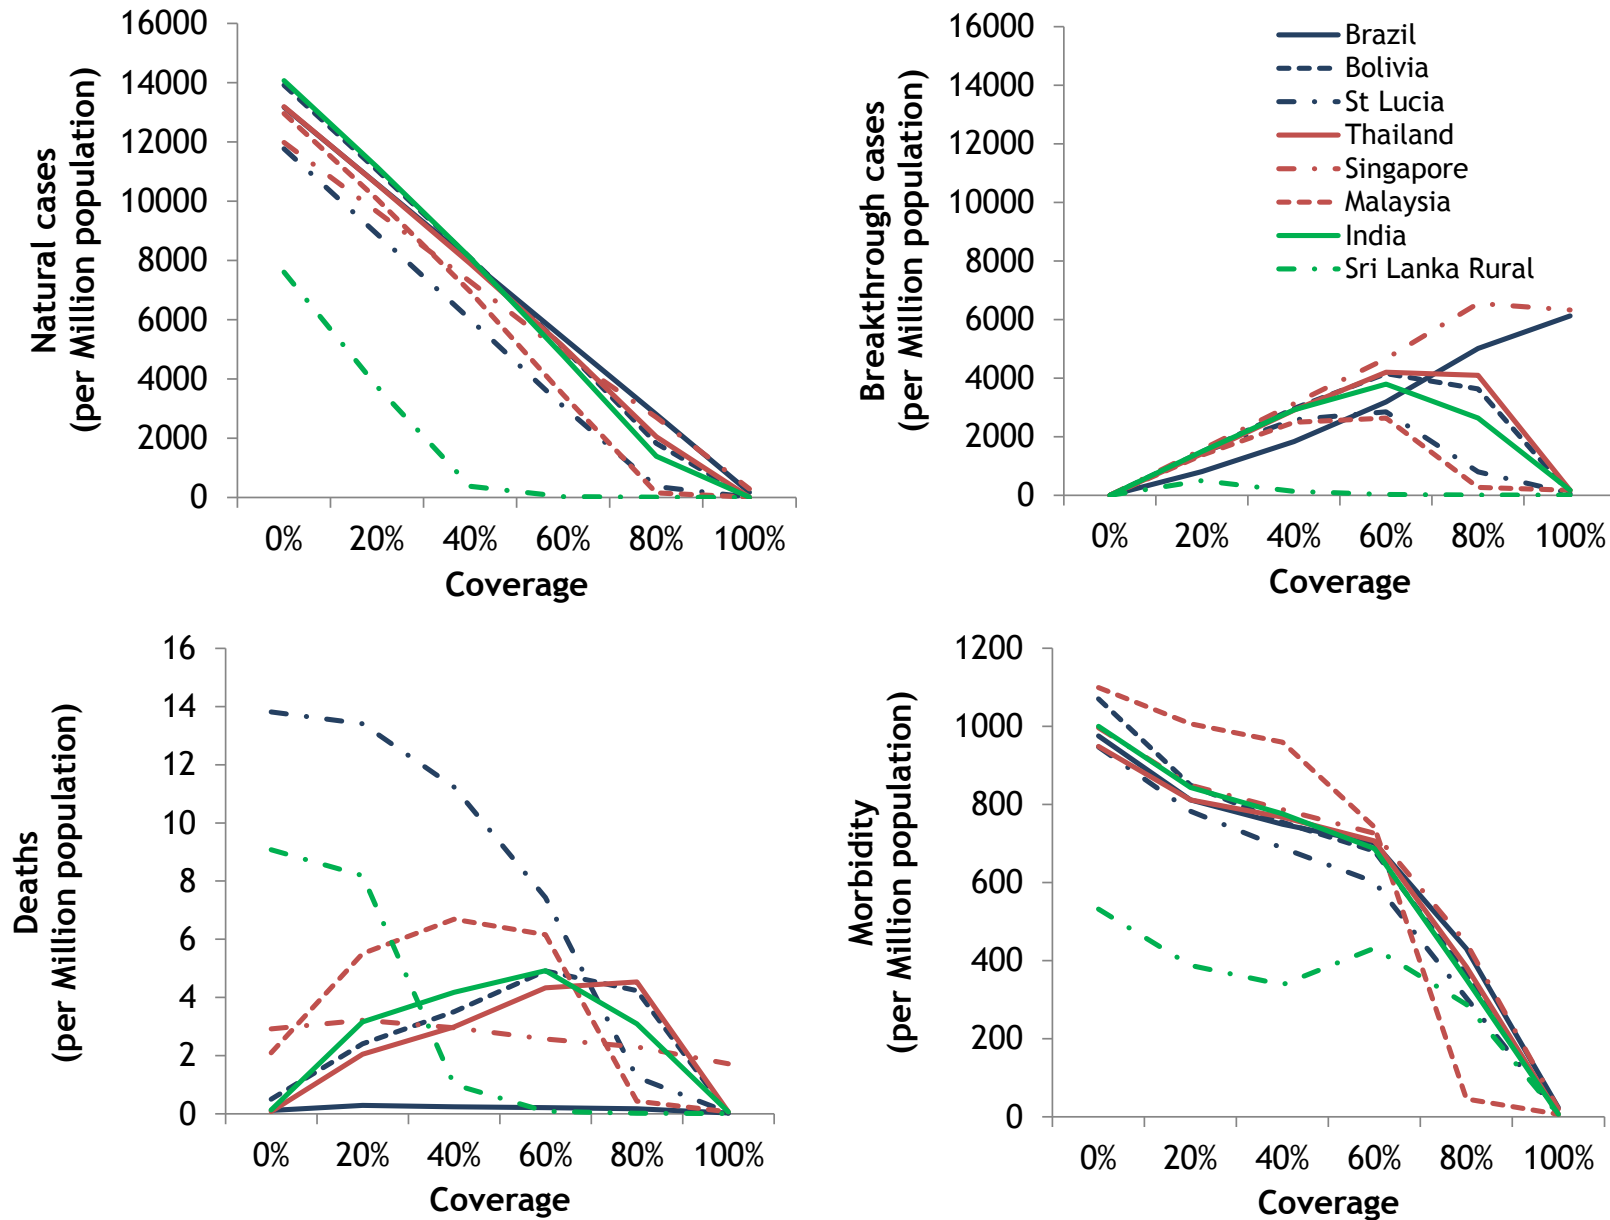 16000
14000
12000
10000
8000
6000
4000
2000
0
Natural cases
(per Million population)
0% 20% 40% 60% 80% 100%
Coverage
16000
14000
12000
10000
8000
6000
4000
2000
0
Breakthrough cases
(per Million population)
Brazil
Bolivia
St Lucia
Thailand
Singapore
Malaysia
India
Sri Lanka Rural
0% 20% 40% 60% 80% 100%
Coverage
16
14
12
10
8
6
4
2
0
Deaths
(per Million population)
0% 20% 40% 60% 80% 100%
Coverage
1200
1000
800
600
400
200
0
Morbidity
(per Million population)
0% 20% 40% 60% 80% 100%
Coverage